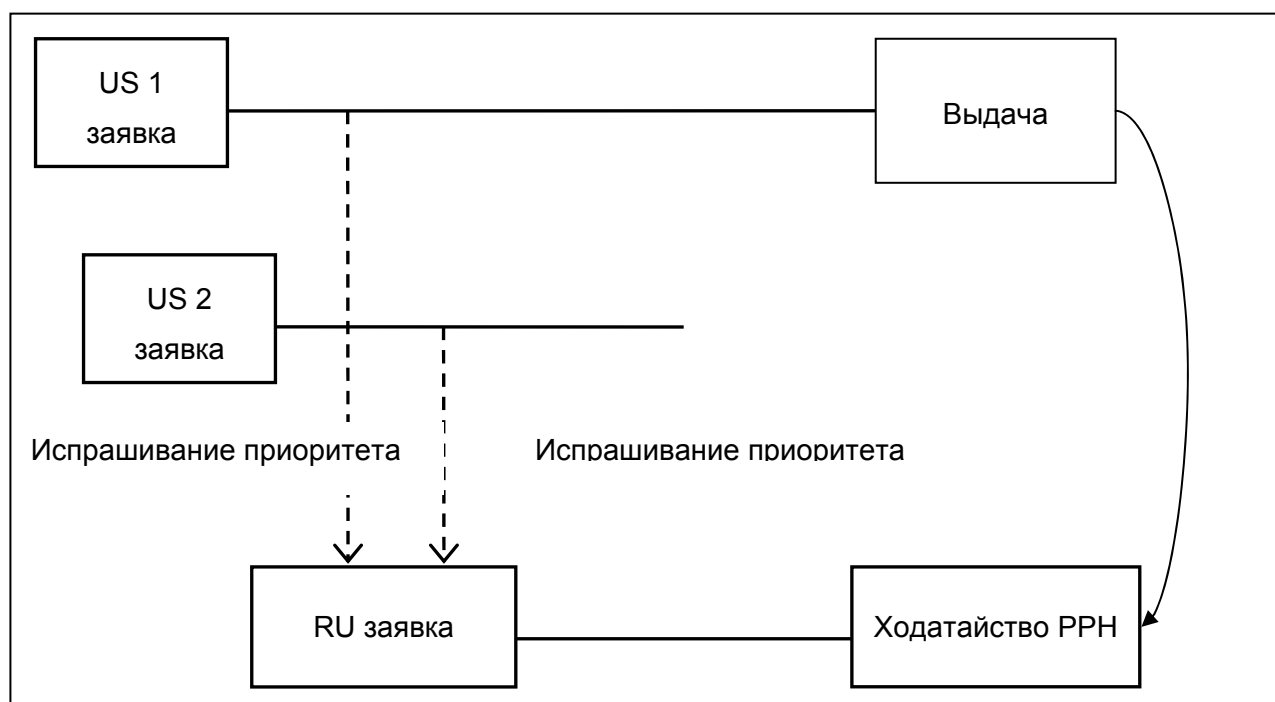 US 1
заявка
Выдача
US 2
заявка
Испрашивание приоритета
Испрашивание приоритета
RU заявка
Ходатайство PPH